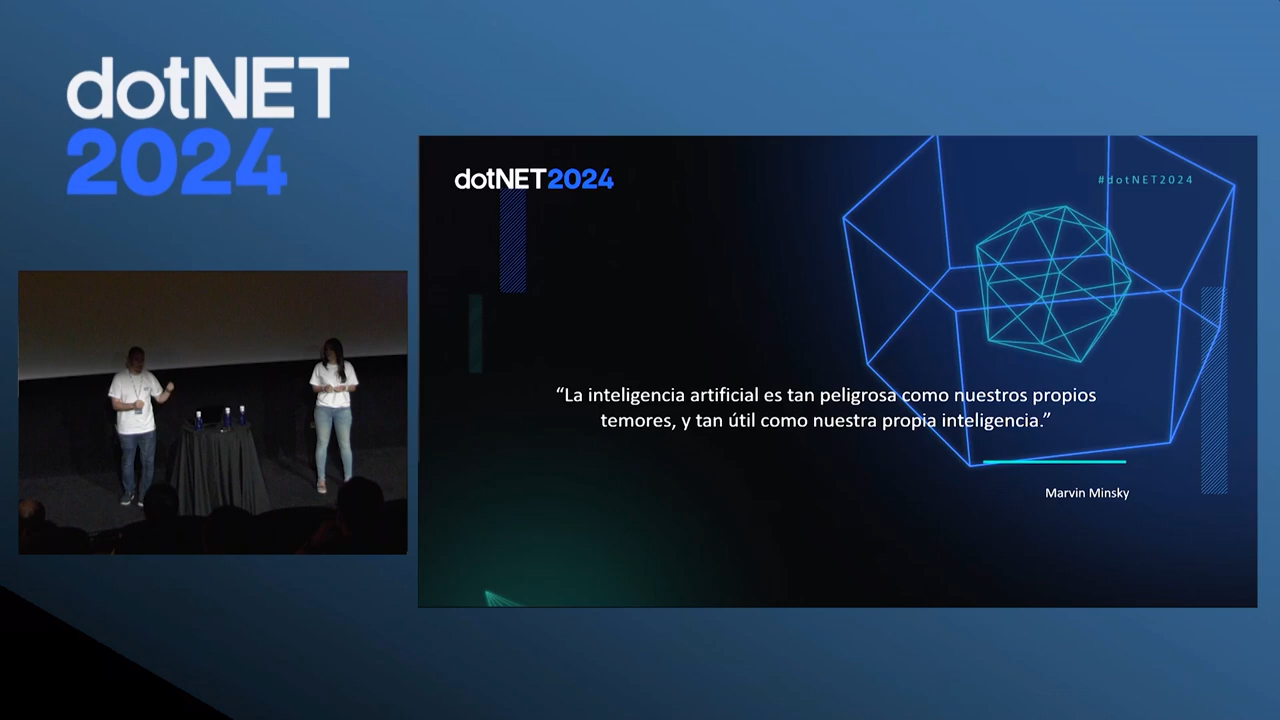 dotNET
2024
dotNET2024
#dotNET2024
“La inteligencia artificial es tan peligrosa como nuestros propios
temores, y tan útil como nuestra propia inteligencia.”
Marvin Minsky